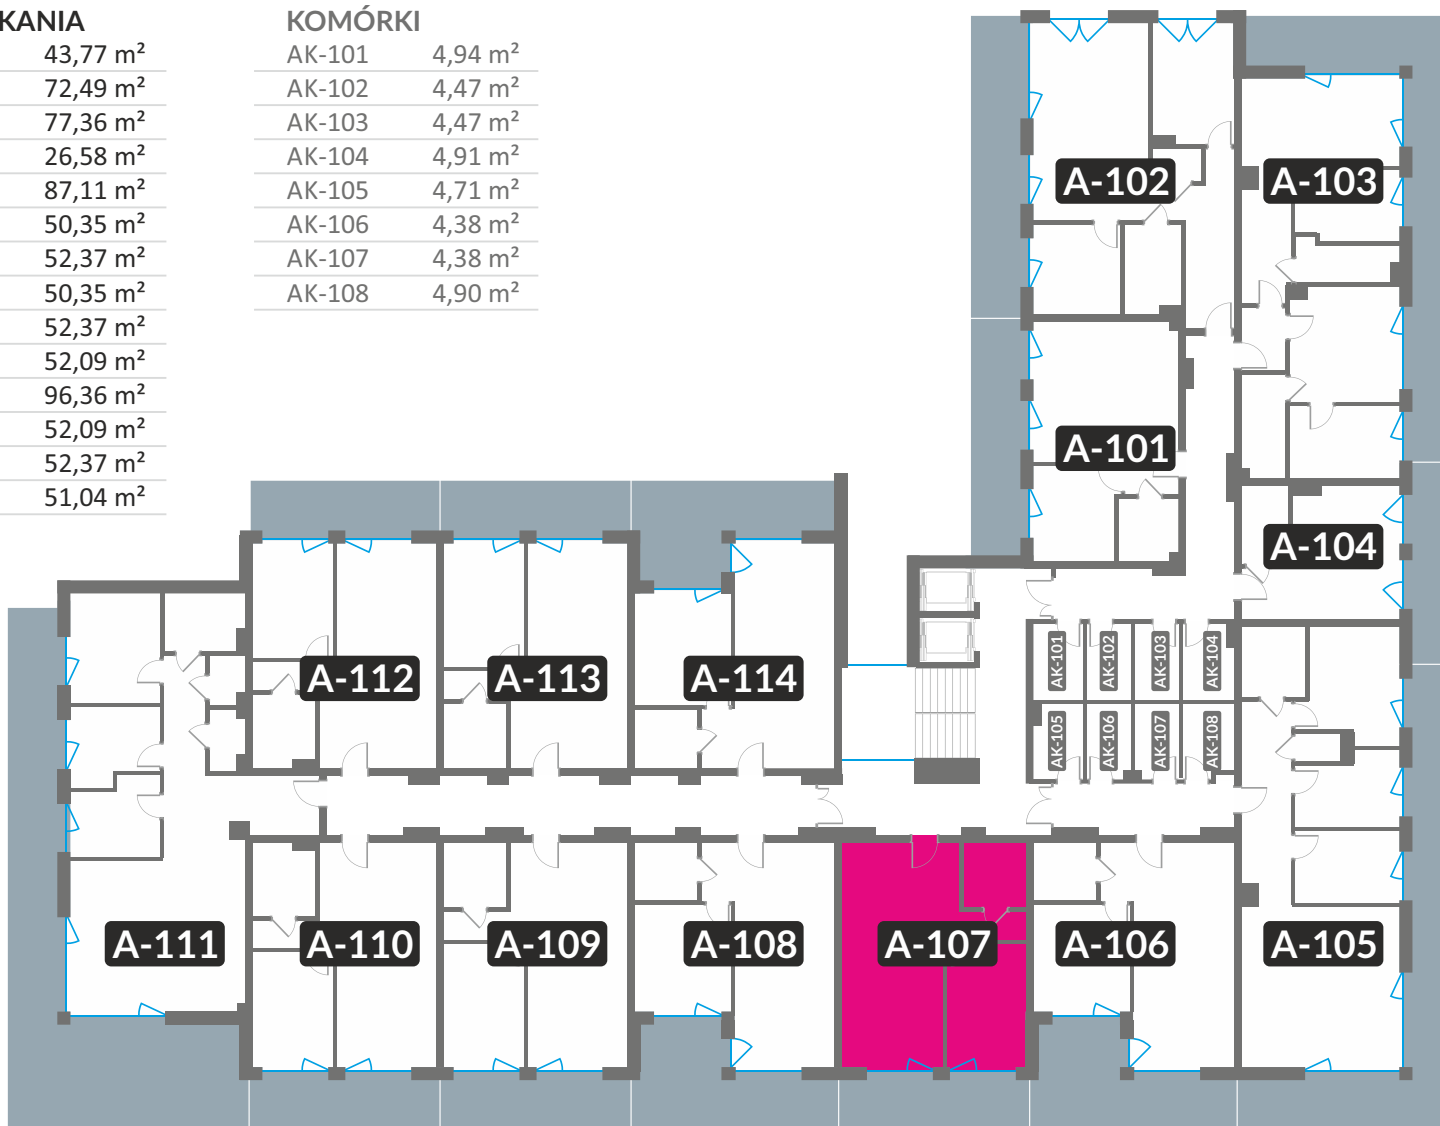 KANIA
43,77 m²
72,49 m²
77,36 m²
26,58 m²
87,11 m²
50,35 m²
52,37 m²
50,35 m²
52,37 m²
52,09 m²
96,36 m²
52,09 m²
52,37 m²
51,04 m²
KOMÓRKI
AK-101 4,94 m²
AK-102 4,47 m²
AK-103 4,47 m²
AK-104 4,91 m²
AK-105 4,71 m²
AK-106 4,38 m²
AK-107 4,38 m²
AK-108 4,90 m²
A-102
A-103
A-101
A-104
AK-101
AK-102
AK-103
AK-104
A-112
A-113
A-114
AK-105
AK-106
AK-107
AK-108
A-111
A-110
A-109
A-108
A-107
A-106
A-105